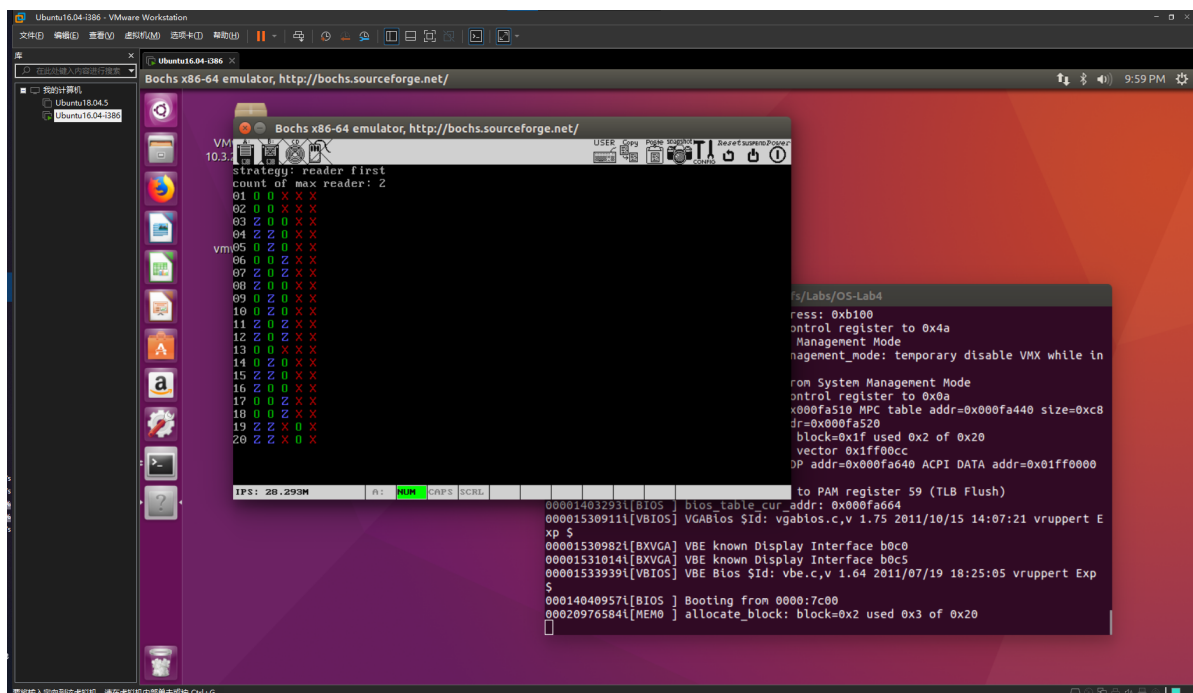 Ubuntu16.04-i386 - VMware Workstation
文件(F) 编辑(E) 查看(V) 虚拟机(M) 选项卡(T) 帮助(H)
库
在此处键入内容进行搜索
我的计算机
Ubuntu18.04.5
Ubuntu16.04-i386
Ubuntu16.04-i386
Bochs x86-64 emulator, http://bochs.sourceforge.net/
9:59 PM
VM
10.3.2
vm
Bochs x86-64 emulator, http://bochs.sourceforge.net/
USER Copy Paste snapshot CONFIG Reset SUSPEND Power
strategy: reader first
count of max reader: 2
01 O O X X X
02 O O X X X
03 Z O O X X
04 Z Z O X X
05 O Z O X X
06 O O Z X X
07 Z O Z X X
08 Z O Z X X
09 O Z O X X
10 O Z O X X
11 Z O Z X X
12 Z O Z X X
13 O O X X X
14 O Z O X X
15 Z Z O X X
16 Z O O X X
17 O O Z X X
18 O O Z X X
19 Z Z X O X
20 Z Z X O X
IPS: 28.293M
A: NUM CAPS SCRL
fs/Labs/OS-Lab4
ress: 0xb100
ontrol register to 0x4a
Management Mode
nagement_mode: temporary disable VMX while in
rom System Management Mode
ontrol register to 0x0a
x000fa510 MPC table addr=0x000fa440 size=0xc8
dr=0x000fa520
block=0x1f used 0x2 of 0x20
vector 0x1ff00cc
DP addr=0x000fa640 ACPI DATA addr=0x01ff0000
to PAM register 59 (TLB Flush)
00001403293i[BIOS ] bios_table_cur_addr: 0x000fa664
00001530911i[VBIOS] VGABios $Id: vgabios.c,v 1.75 2011/10/15 14:07:21 vruppert E
xp $
00001530982i[BXVGA] VBE known Display Interface b0c0
00001531014i[BXVGA] VBE known Display Interface b0c5
00001533939i[VBIOS] VBE Bios $Id: vbe.c,v 1.64 2011/07/19 18:25:05 vruppert Exp
$
00014040957i[BIOS ] Booting from 0000:7c00
00020976584i[MEM0 ] allocate_block: block=0x2 used 0x3 of 0x20